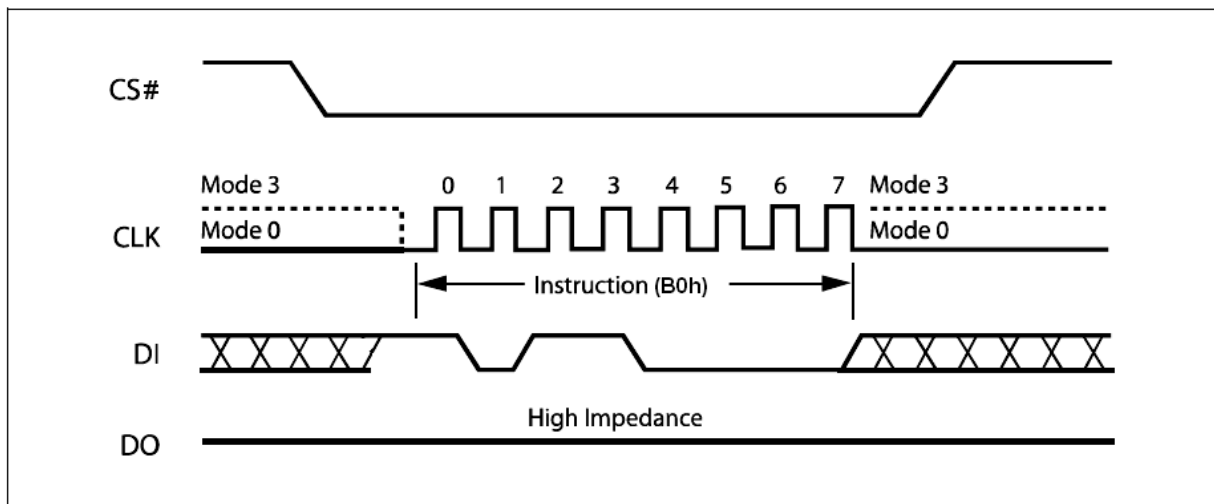 CS#
Mode 3 0 1 2 3 4 5 6 7 Mode 3
CLK Mode 0 Mode 0
Instruction (B0h)
DI
High Impedance
DO